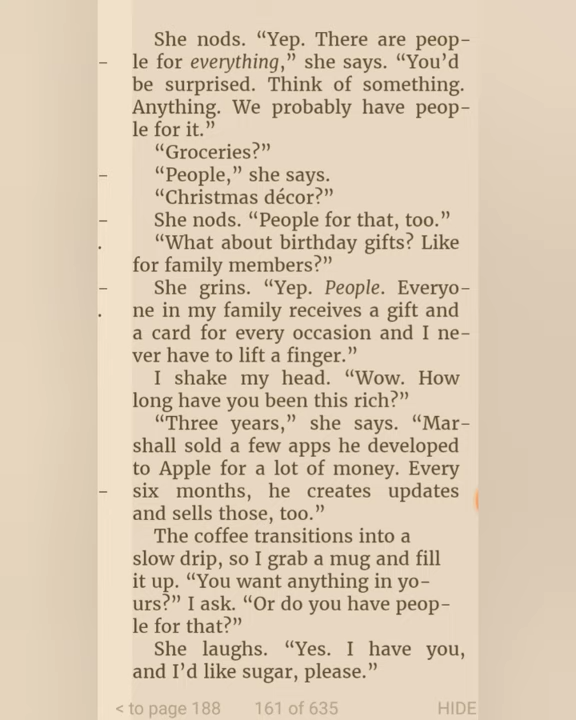 She nods. “Yep. There are peop-
le for everything,” she says. “You’d
be surprised. Think of something.
Anything. We probably have peop-
le for it.”
“Groceries?”
“People,” she says.
“Christmas décor?”
She nods. “People for that, too.”
“What about birthday gifts? Like
for family members?”
She grins. “Yep. People. Everyo-
ne in my family receives a gift and
a card for every occasion and I ne-
ver have to lift a finger.”
I shake my head. “Wow. How
long have you been this rich?”
“Three years,” she says. “Mar-
shall sold a few apps he developed
to Apple for a lot of money. Every
six months, he creates updates
and sells those, too.”
The coffee transitions into a
slow drip, so I grab a mug and fill
it up. “You want anything in yo-
urs?” I ask. “Or do you have peop-
le for that?”
She laughs. “Yes. I have you,
and I’d like sugar, please.”
< to page 188 161 of 635 HIDE